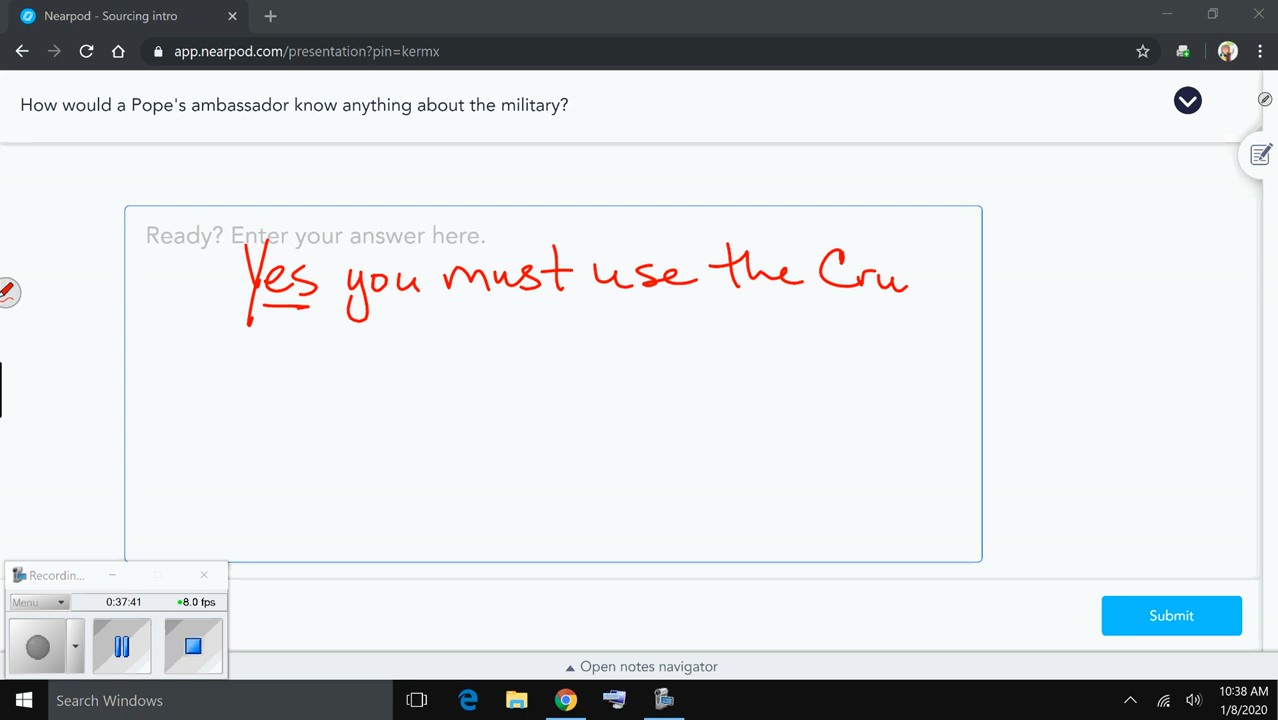 Nearpod - Sourcing intro
app.nearpod.com/presentation?pin=kermx
How would a Pope's ambassador know anything about the military?
Ready? Enter your answer here.
Yes you must use the Cru
Recordin...
Menu 0:37:41 8.0 fps
Submit
Open notes navigator
Search Windows
10:38 AM
1/8/2020